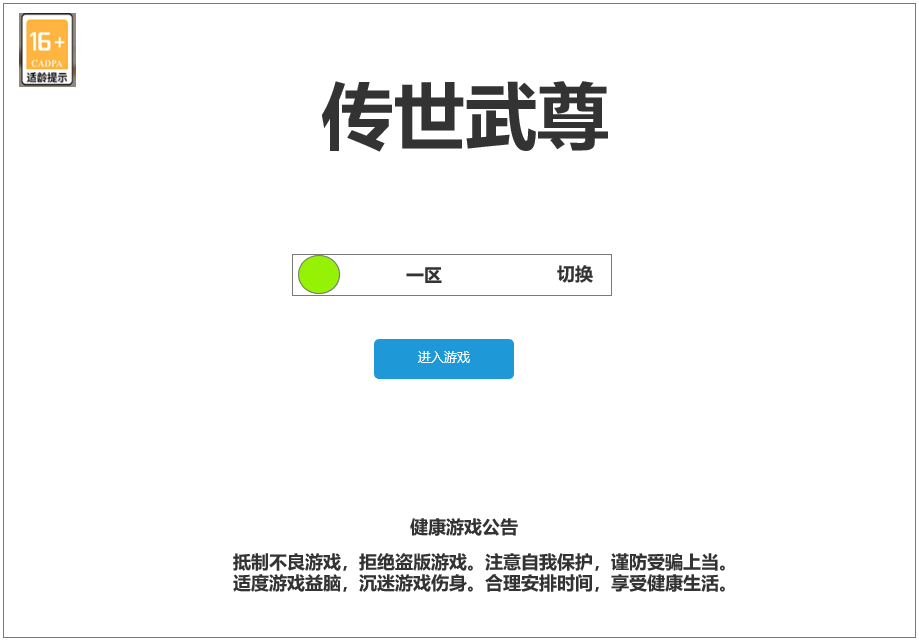 16+
CADPA
适龄提示
传世武尊
一区 切换
进入游戏
健康游戏公告
抵制不良游戏，拒绝盗版游戏。注意自我保护，谨防受骗上当。
适度游戏益脑，沉迷游戏伤身。合理安排时间，享受健康生活。